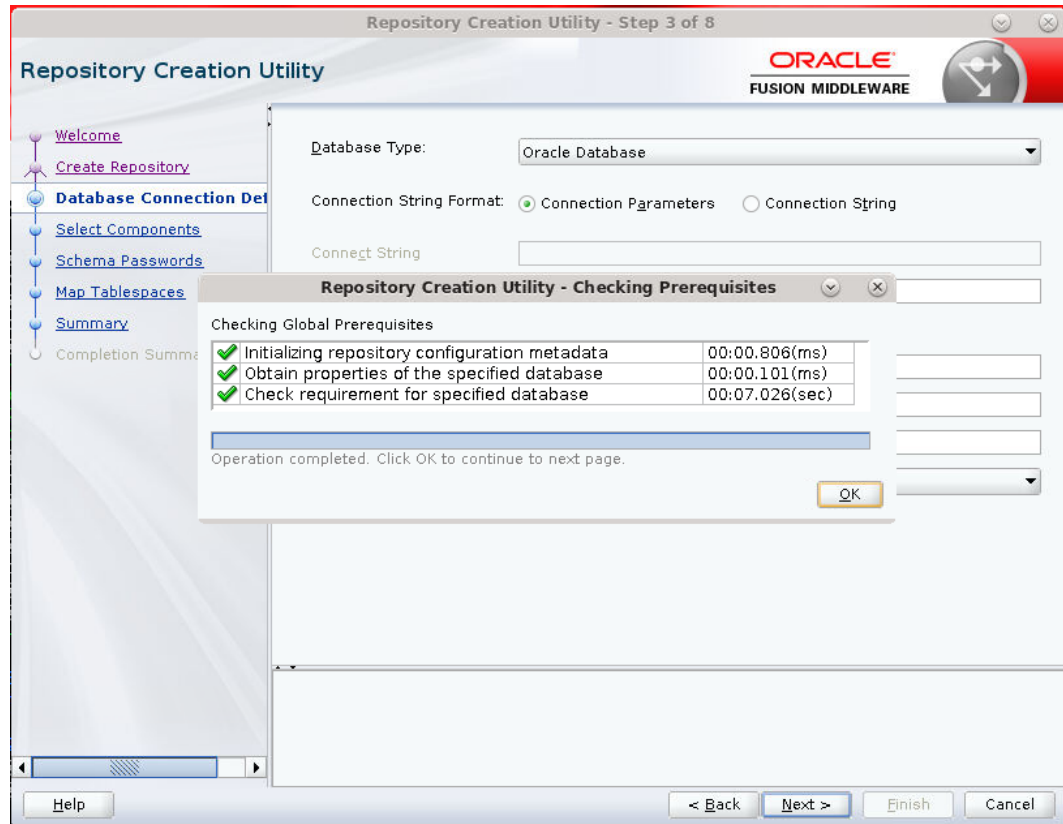 Repository Creation Utility - Step 3 of 8
Repository Creation Utility
ORACLE
FUSION MIDDLEWARE
Welcome
Create Repository
Database Connection Det
Select Components
Schema Passwords
Map Tablespaces
Summary
Completion Summa
Database Type:
Oracle Database
Connection String Format:
Connection Parameters
Connection String
Connect String
Repository Creation Utility - Checking Prerequisites
Checking Global Prerequisites
Initializing repository configuration metadata 00:00.806(ms)
Obtain properties of the specified database 00:00.101(ms)
Check requirement for specified database 00:07.026(sec)
Operation completed. Click OK to continue to next page.
OK
Help
< Back
Next >
Finish
Cancel